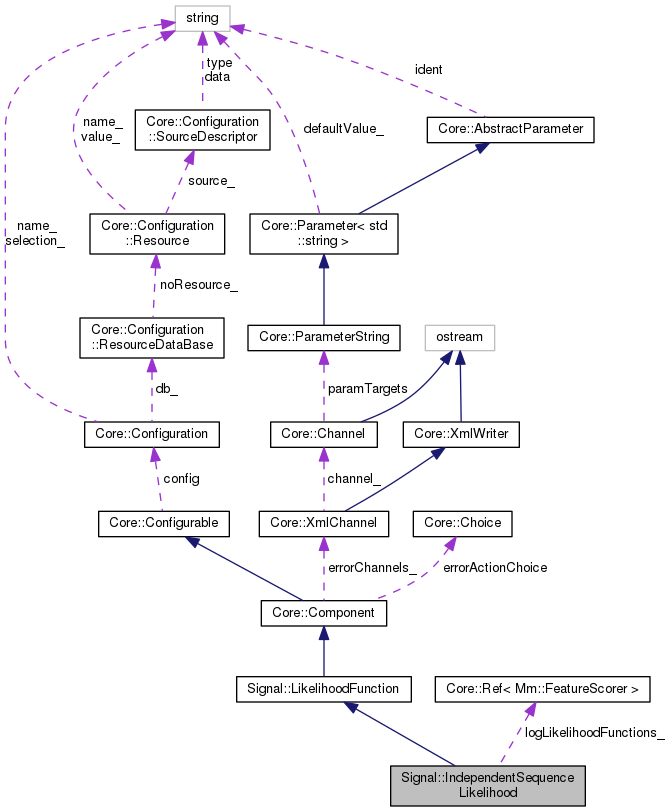 string
type
data
ident
Core::Configuration
::SourceDescriptor
name_
value_
defaultValue_
Core::AbstractParameter
source_
name_
selection_
Core::Configuration
::Resource
Core::Parameter< std
::string >
noResource_
Core::Configuration
::ResourceDataBase
Core::ParameterString
ostream
db_
paramTargets
Core::Configuration
Core::Channel
Core::XmlWriter
config
channel_
Core::Configurable
Core::XmlChannel
Core::Choice
errorChannels_
errorActionChoice
Core::Component
Signal::LikelihoodFunction
Core::Ref< Mm::FeatureScorer >
logLikelihoodFunctions_
Signal::IndependentSequence
Likelihood